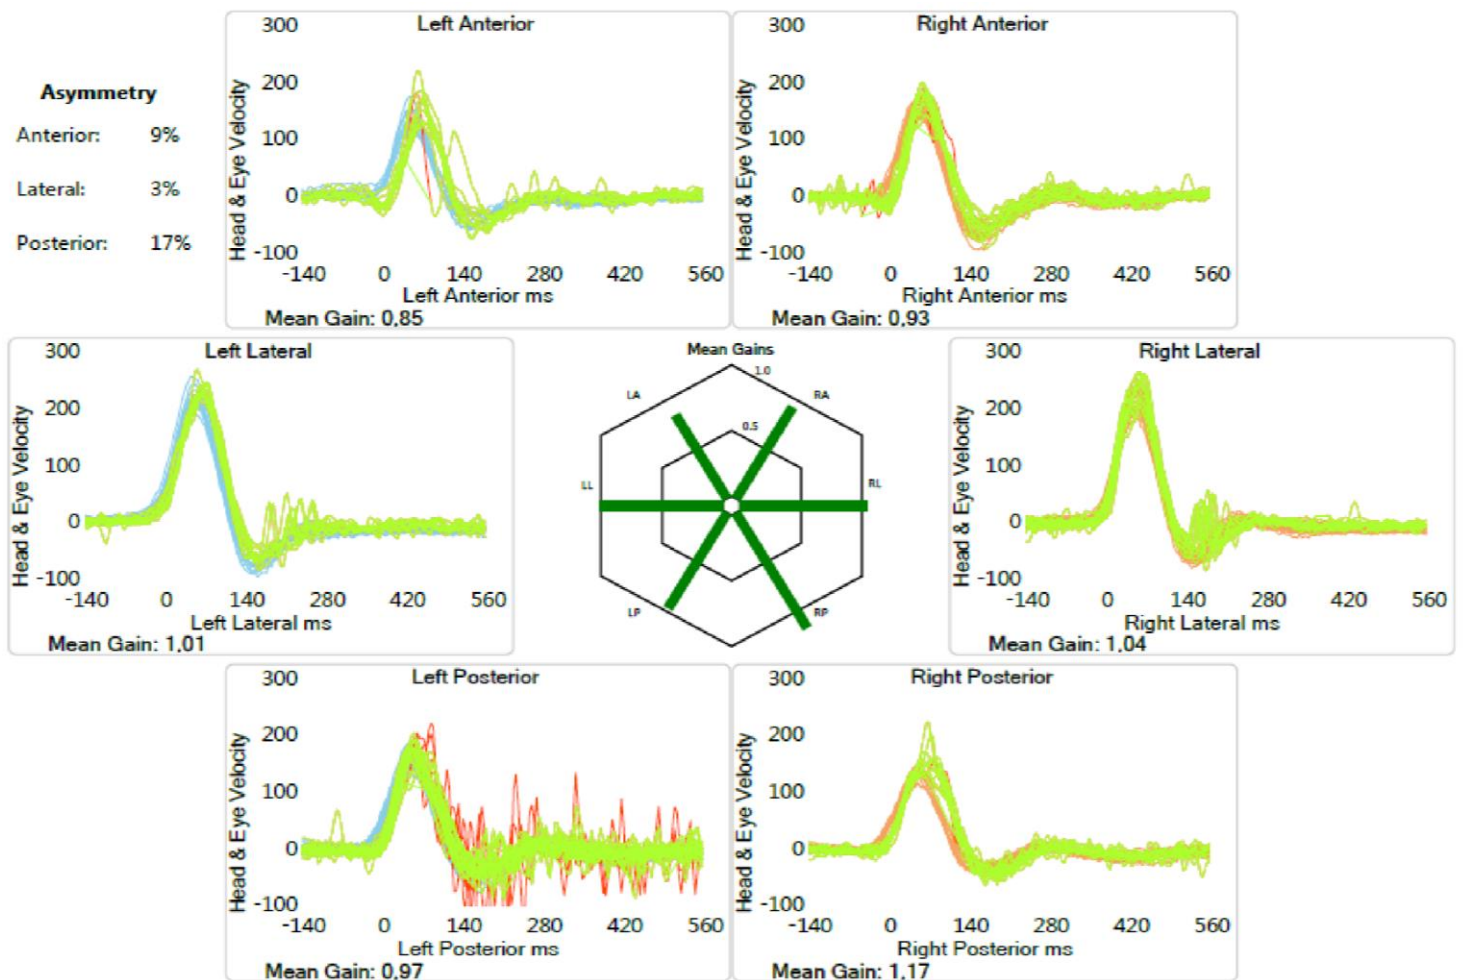 Asymmetry
Anterior: 9%
Lateral: 3%
Posterior: 17%
Left Anterior
Head & Eye Velocity
300
200
100
0
-100
-140 0 140 280 420 560
Left Anterior ms
Mean Gain: 0,85
Right Anterior
Head & Eye Velocity
300
200
100
0
-100
-140 0 140 280 420 560
Right Anterior ms
Mean Gain: 0,93
Left Lateral
Head & Eye Velocity
300
200
100
0
-100
-140 0 140 280 420 560
Left Lateral ms
Mean Gain: 1,01
Mean Gains
1.0
0.5
LA
RA
LL
RL
LP
RP
Right Lateral
Head & Eye Velocity
300
200
100
0
-100
-140 0 140 280 420 560
Right Lateral ms
Mean Gain: 1,04
Left Posterior
Head & Eye Velocity
300
200
100
0
-100
-140 0 140 280 420 560
Left Posterior ms
Mean Gain: 0,97
Right Posterior
Head & Eye Velocity
300
200
100
0
-100
-140 0 140 280 420 560
Right Posterior ms
Mean Gain: 1,17